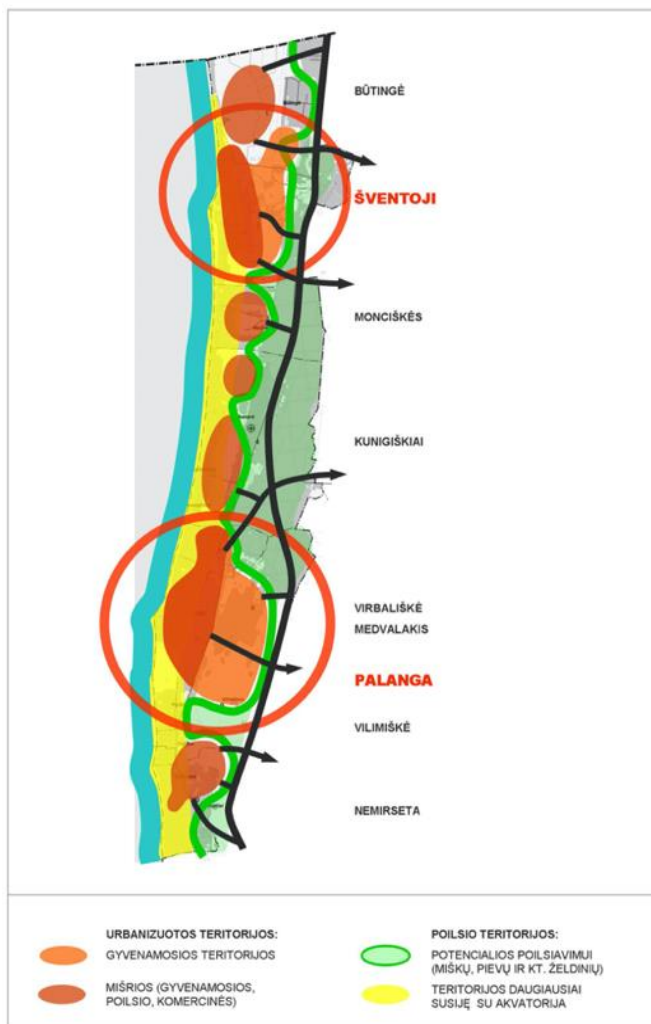 BŪTINGĖ
ŠVENTOJI
MONCIŠKĖS
KUNIGIŠKIAI
VIRBALIŠKĖ
MEDVALAKIS
PALANGA
VILIMIŠKĖ
NEMIRSETA
URBANIZUOTOS TERITORIJOS:
GYVENAMOSIOS TERITORIJOS
MIŠRIOS (GYVENAMOSIOS,
POILSIO, KOMERCINĖS)
POILSIO TERITORIJOS:
POTENCIALIOS POILSIAVIMUI
(MIŠKŲ, PIEVŲ IR KT. ŽELDINIŲ)
TERITORIJOS DAUGIAUSIAI
SUSIJĘ SU AKVATORIJA